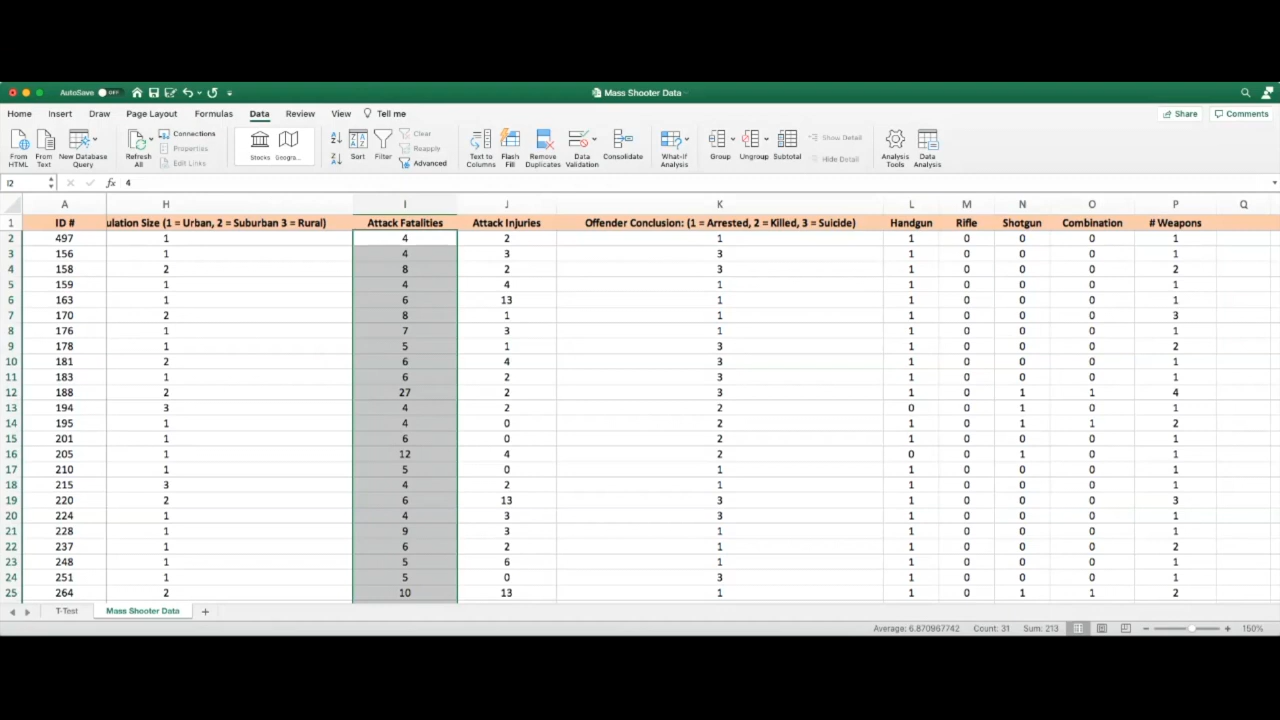 AutoSave OFF Mass Shooter Data
Home Insert Draw Page Layout Formulas Data Review View Tell me Share Comments
From HTML From Text New Database Query Refresh All Connections Properties Edit Links Stocks Geogra... Sort Filter Clear Reapply Advanced Text to Columns Flash Fill Remove Duplicates Data Validation Consolidate What-If Analysis Group Ungroup Subtotal Show Detail Hide Detail Analysis Tools Data Analysis
I2 fx 4
A H I J K L M N O P Q
1 ID # ulation Size (1 = Urban, 2 = Suburban 3 = Rural) Attack Fatalities Attack Injuries Offender Conclusion: (1 = Arrested, 2 = Killed, 3 = Suicide) Handgun Rifle Shotgun Combination # Weapons
2 497 1 4 2 1 1 0 0 0 1
3 156 1 4 3 3 1 0 0 0 1
4 158 2 8 2 3 1 0 0 0 2
5 159 1 4 4 1 1 0 0 0 1
6 163 1 6 13 1 1 0 0 0 1
7 170 2 8 1 1 1 0 0 0 3
8 176 1 7 3 1 1 0 0 0 1
9 178 1 5 1 3 1 0 0 0 2
10 181 2 6 4 3 1 0 0 0 1
11 183 1 6 2 3 1 0 0 0 1
12 188 2 27 2 3 1 0 1 1 4
13 194 3 4 2 2 0 0 1 0 1
14 195 1 4 0 2 1 0 1 1 2
15 201 1 6 0 2 1 0 0 0 1
16 205 1 12 4 2 0 0 1 0 1
17 210 1 5 0 1 1 0 0 0 1
18 215 3 4 2 1 1 0 0 0 1
19 220 2 6 13 3 1 0 0 0 3
20 224 1 4 3 3 1 0 0 0 1
21 228 1 9 3 1 1 0 0 0 1
22 237 1 6 2 1 1 0 0 0 2
23 248 1 5 6 1 1 0 0 0 1
24 251 1 5 0 3 1 0 0 0 1
25 264 2 10 13 1 1 0 1 1 2
T-Test Mass Shooter Data +
Average: 6.870967742 Count: 31 Sum: 213 150%